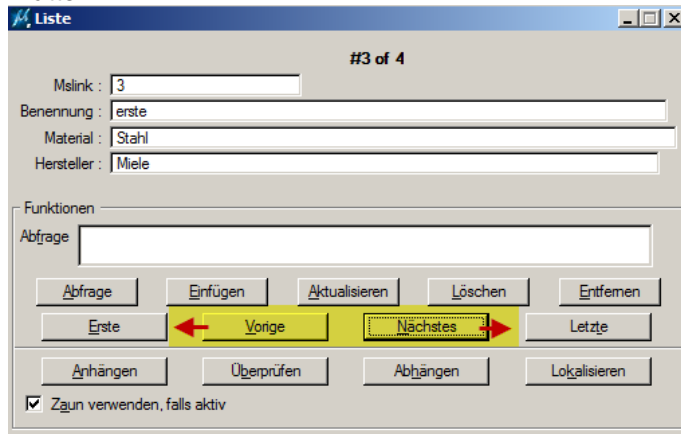 Liste
#3 of 4
Mslink : 3
Benennung : erste
Material : Stahl
Hersteller : Miele
Funktionen
Abfrage
Abfrage Einfügen Aktualisieren Löschen Entfernen
Erste Vorige Nächstes Letzte
Anhängen Überprüfen Abhängen Lokalisieren
Zaun verwenden, falls aktiv